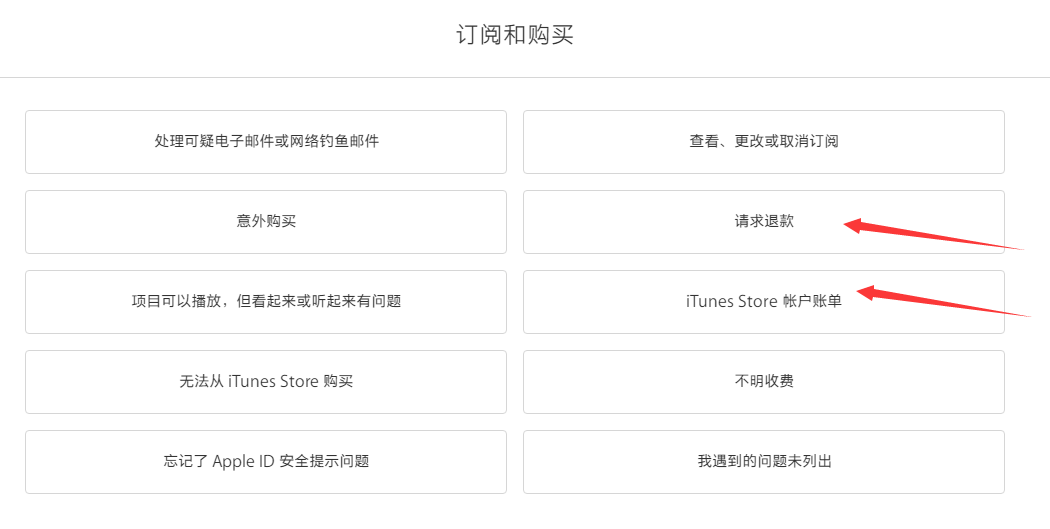 订阅和购买
处理可疑电子邮件或网络钓鱼邮件
查看、更改或取消订阅
意外购买
请求退款
项目可以播放，但看起来或听起来有问题
iTunes Store 帐户账单
无法从 iTunes Store 购买
不明收费
忘记了 Apple ID 安全提示问题
我遇到的问题未列出